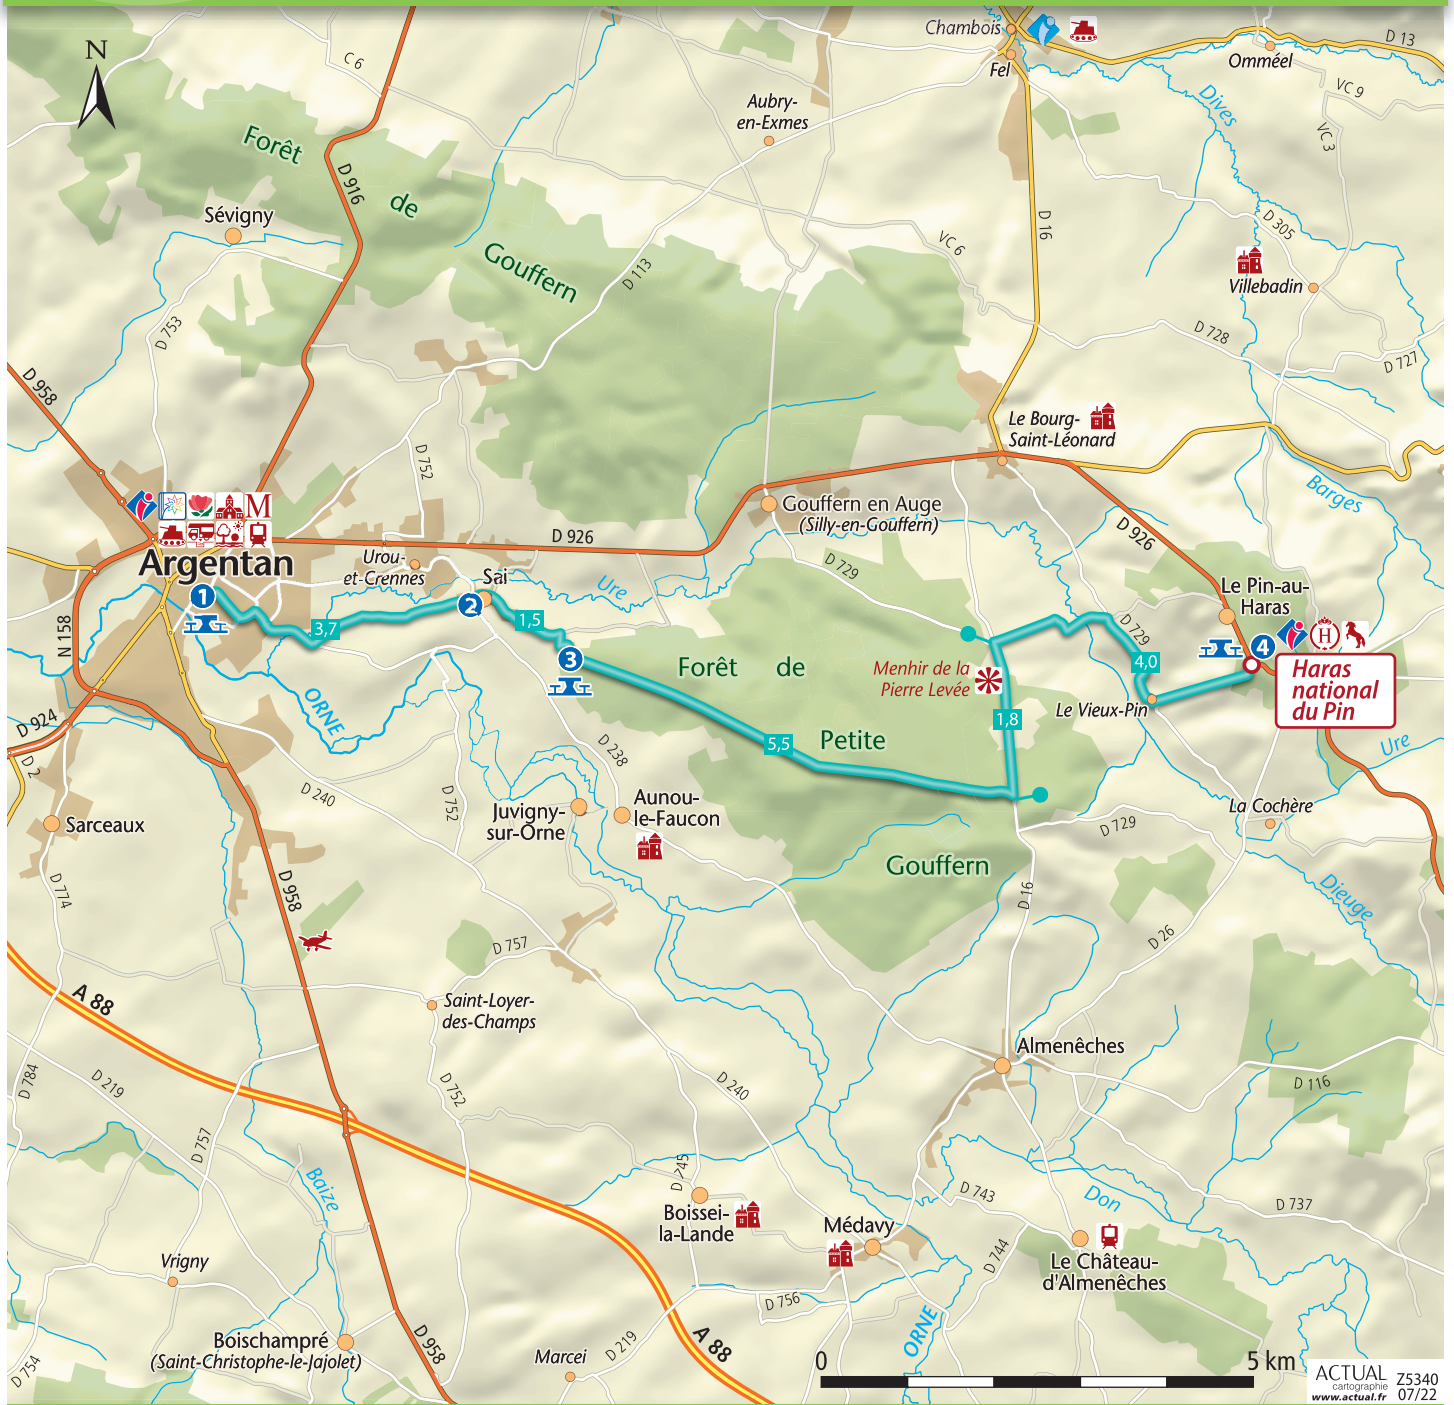 Chambois
Fel
D 13
Omméel
N
C 6
Aubry-
en-Exmes
Dives
VC 9
VC 3
Forêt
de
Gouffern
D 916
Sévigny
D 16
VC 6
D 305
D 113
Villebadin
D 753
D 728
D 727
D 958
Le Bourg-
Saint-Léonard
D 752
Barges
M
Gouffern en Auge
(Silly-en-Gouffern)
D 926
D 926
Argentan
Urou-
et-Crennes
Sai
Ure
D 729
Le Pin-au-
Haras
1
2
3,7
1,5
N 158
3
D 729
4
H
Forêt de
Menhir de la
Pierre Levée
4,0
Haras
national
du Pin
ORNE
Le Vieux-Pin
1,8
D 924
5,5
Petite
D 238
Ure
D 2
D 240
D 752
Juvigny-
sur-Orne
Aunou-
le-Faucon
La Cochère
Sarceaux
D 729
Gouffern
D 774
D 958
D 16
Dieuge
D 757
D 26
A 88
Saint-Loyer-
des-Champs
Almenêches
D 784
D 219
D 752
D 240
D 116
D 757
Baize
D 745
D 743
Don
D 737
Boissei-
la-Lande
Médavy
D 744
Vrigny
Le Château-
d'Almenêches
D 756
Boischampré
(Saint-Christophe-le-Jajolet)
D 958
Marcei
D 219
A 88
ORNE
D 754
0
5 km
ACTUAL
cartographie
www.actual.fr
Z5340
07/22